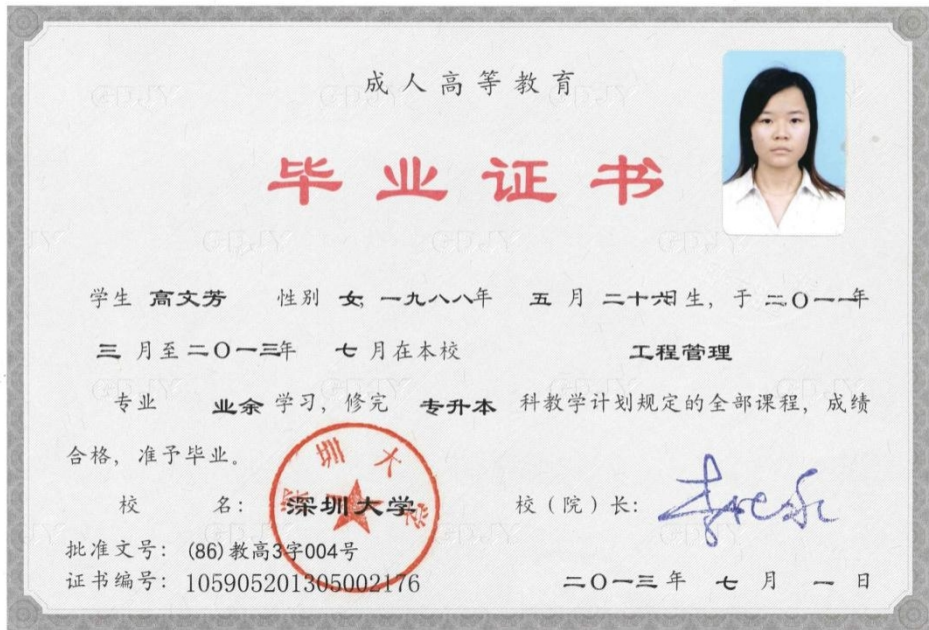 成人高等教育
毕业证书
学生 高文芳 性别 女, 一九八八年 五 月 二十六日生, 于 二〇一一年
三 月至 二〇一三年 七 月在本校 工程管理
专业 业余 学习, 修完 专升本 科教学计划规定的全部课程, 成绩
合格, 准予毕业。
校 名: 深圳大学 校(院)长:
批准文号: (86)教高3字004号
证书编号: 105905201305002176 二〇一三年 七 月 一 日
深圳大学
GDJY